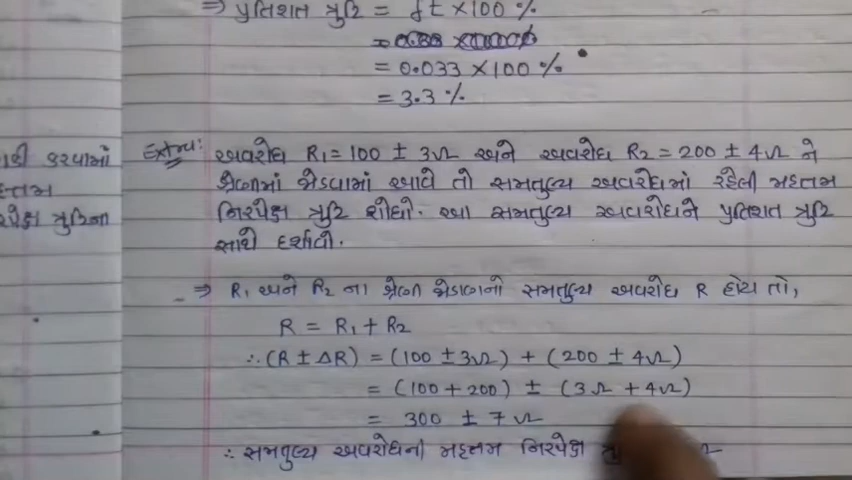 ⇒ પ્રતિશત ત્રુટિ = ft × 100 %
= 0.033 × 100 %
= 3.3 %
Extra: અવરોધ R₁ = 100 ± 3Ω અને અવરોધ R₂ = 200 ± 4Ω ને
શ્રેણીમાં જોડવામાં આવે તો સમતુલ્ય અવરોધમાં રહેલી મહત્તમ
નિરપેક્ષ ત્રુટિ શોધો. આ સમતુલ્ય અવરોધને પ્રતિશત ત્રુટિ
સાથે દર્શાવો.
⇒ R₁ અને R₂ ના શ્રેણી જોડાણનો સમતુલ્ય અવરોધ R હોય તો,
R = R₁ + R₂
∴ (R ± ΔR) = (100 ± 3Ω) + (200 ± 4Ω)
= (100 + 200) ± (3Ω + 4Ω)
= 300 ± 7Ω
∴ સમતુલ્ય અવરોધની મહત્તમ નિરપેક્ષ
કરવામાં
ત્રુટિના